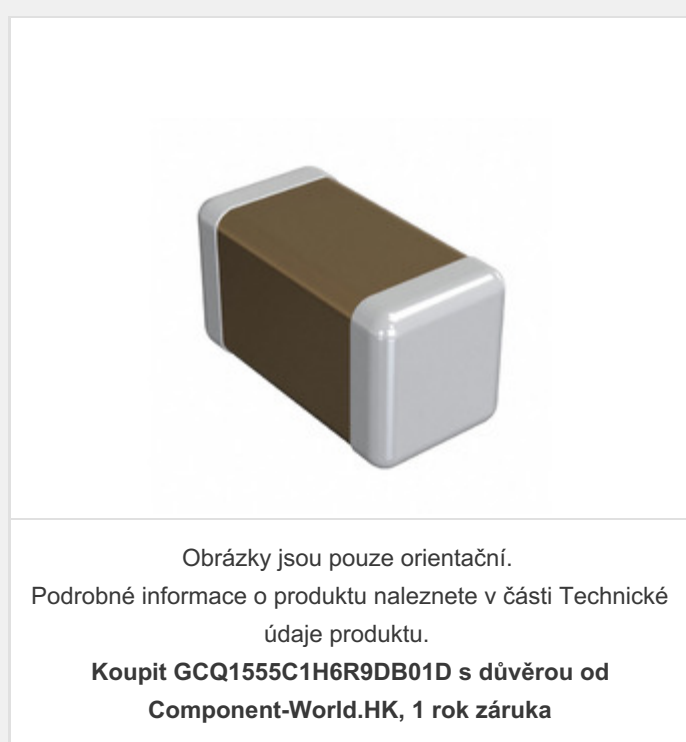 Obrázky jsou pouze orientační.
Podrobné informace o produktu naleznete v části Technické
údaje produktu.
Koupit GCQ1555C1H6R9DB01D s důvěrou od
Component-World.HK, 1 rok záruka